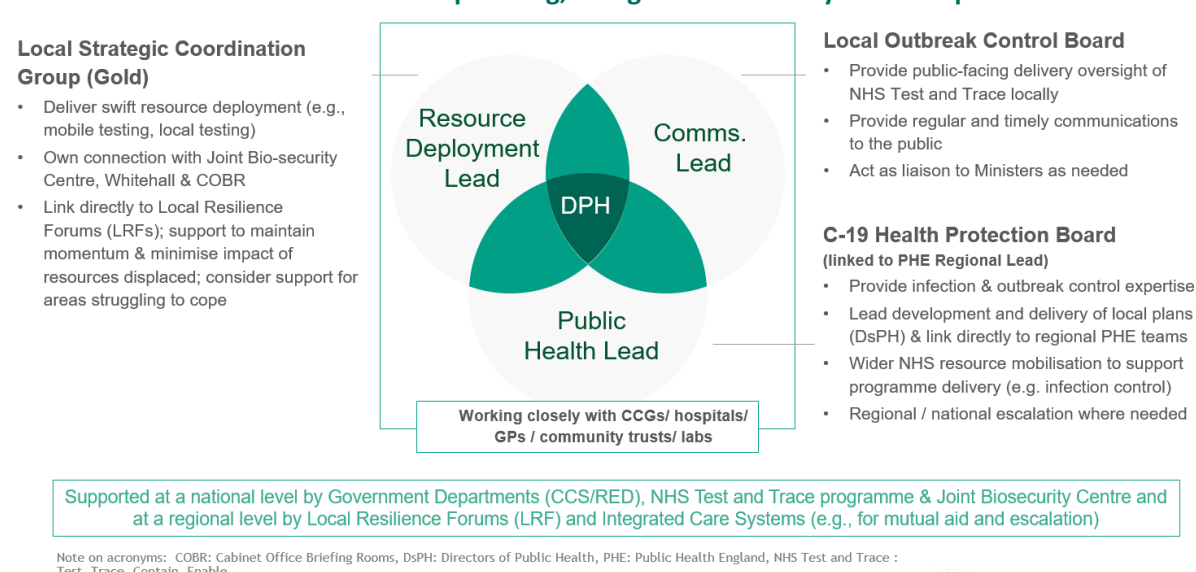 Local Strategic Coordination
Group (Gold)
• Deliver swift resource deployment (e.g.,
mobile testing, local testing)
• Own connection with Joint Bio-security
Centre, Whitehall & COBR
• Link directly to Local Resilience
Forums (LRFs); support to maintain
momentum & minimise impact of
resources displaced; consider support for
areas struggling to cope
Resource
Deployment
Lead
Comms.
Lead
DPH
Public
Health Lead
Working closely with CCGs/ hospitals/
GPs / community trusts/ labs
Local Outbreak Control Board
• Provide public-facing delivery oversight of
NHS Test and Trace locally
• Provide regular and timely communications
to the public
• Act as liaison to Ministers as needed
C-19 Health Protection Board
(linked to PHE Regional Lead)
• Provide infection & outbreak control expertise
• Lead development and delivery of local plans
(DsPH) & link directly to regional PHE teams
• Wider NHS resource mobilisation to support
programme delivery (e.g. infection control)
• Regional / national escalation where needed
Supported at a national level by Government Departments (CCS/RED), NHS Test and Trace programme & Joint Biosecurity Centre and
at a regional level by Local Resilience Forums (LRF) and Integrated Care Systems (e.g., for mutual aid and escalation)
Note on acronyms: COBR: Cabinet Office Briefing Rooms, DsPH: Directors of Public Health, PHE: Public Health England, NHS Test and Trace :
Test, Trace, Contain, Enable